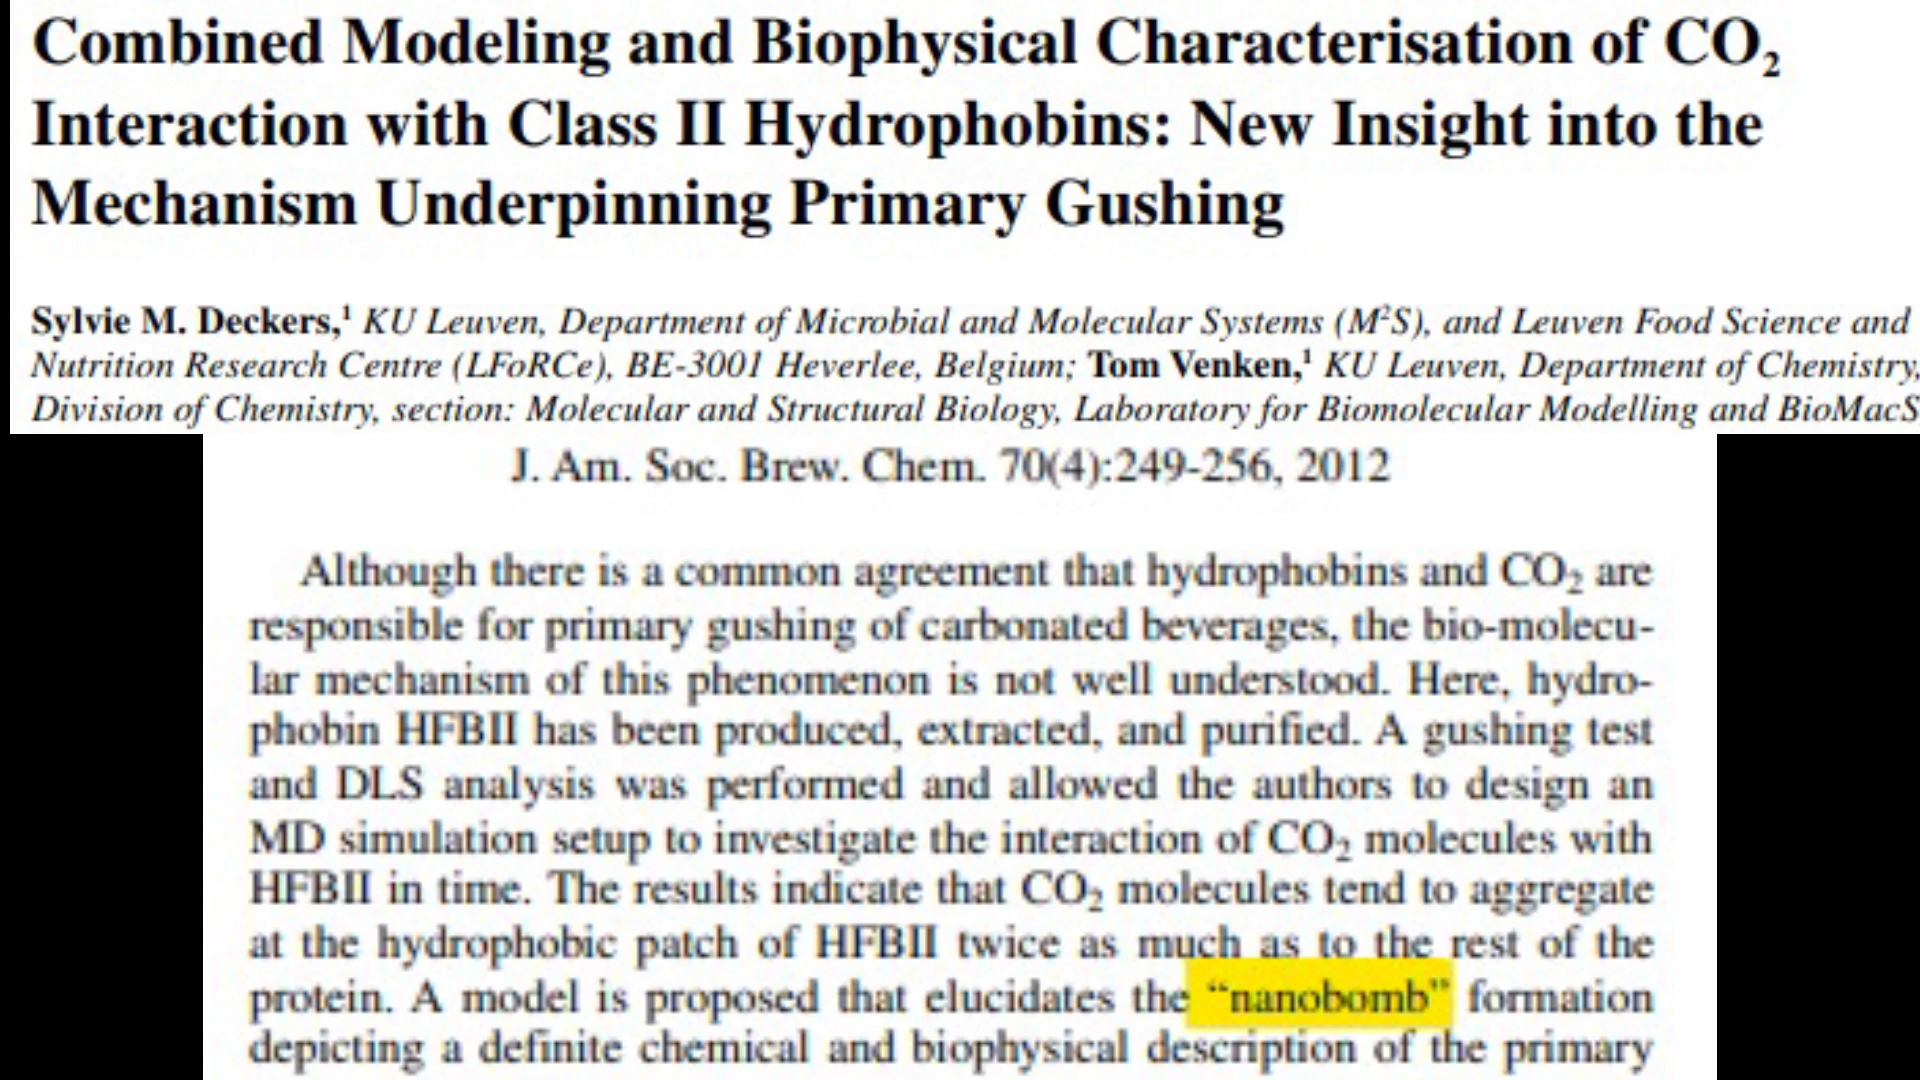 Combined Modeling and Biophysical Characterisation of CO₂
Interaction with Class II Hydrophobins: New Insight into the
Mechanism Underpinning Primary Gushing
Sylvie M. Deckers,¹ KU Leuven, Department of Microbial and Molecular Systems (M²S), and Leuven Food Science and
Nutrition Research Centre (LFoRCe), BE-3001 Heverlee, Belgium; Tom Venken,¹ KU Leuven, Department of Chemistry,
Division of Chemistry, section: Molecular and Structural Biology, Laboratory for Biomolecular Modelling and BioMacS
J. Am. Soc. Brew. Chem. 70(4):249-256, 2012
Although there is a common agreement that hydrophobins and CO₂ are
responsible for primary gushing of carbonated beverages, the bio-molecu-
lar mechanism of this phenomenon is not well understood. Here, hydro-
phobin HFBII has been produced, extracted, and purified. A gushing test
and DLS analysis was performed and allowed the authors to design an
MD simulation setup to investigate the interaction of CO₂ molecules with
HFBII in time. The results indicate that CO₂ molecules tend to aggregate
at the hydrophobic patch of HFBII twice as much as to the rest of the
protein. A model is proposed that elucidates the “nanobomb” formation
depicting a definite chemical and biophysical description of the primary